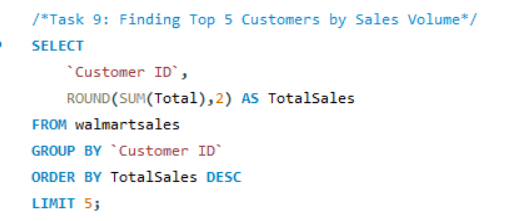 /*Task 9: Finding Top 5 Customers by Sales Volume*/
SELECT
`Customer ID`,
ROUND(SUM(Total),2) AS TotalSales
FROM walmartsales
GROUP BY `Customer ID`
ORDER BY TotalSales DESC
LIMIT 5;